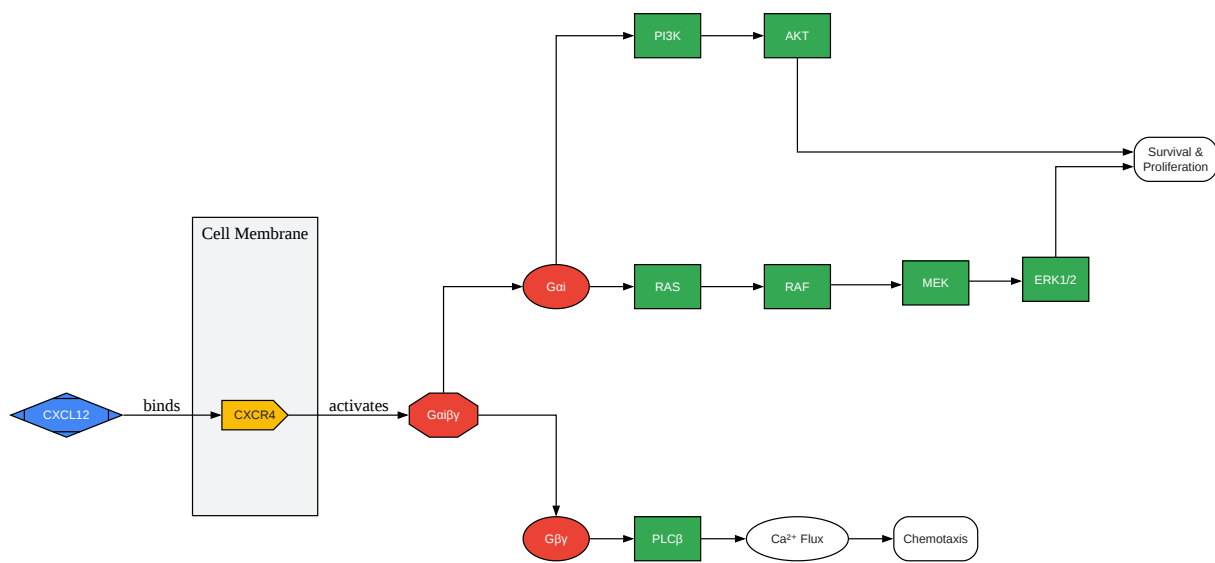 PI3K
AKT
Survival &
Proliferation
Cell Membrane
Gαi
RAS
RAF
MEK
ERK1/2
CXCL12
binds
CXCR4
activates
Gαiβγ
Gβγ
PLCβ
Ca²⁺ Flux
Chemotaxis